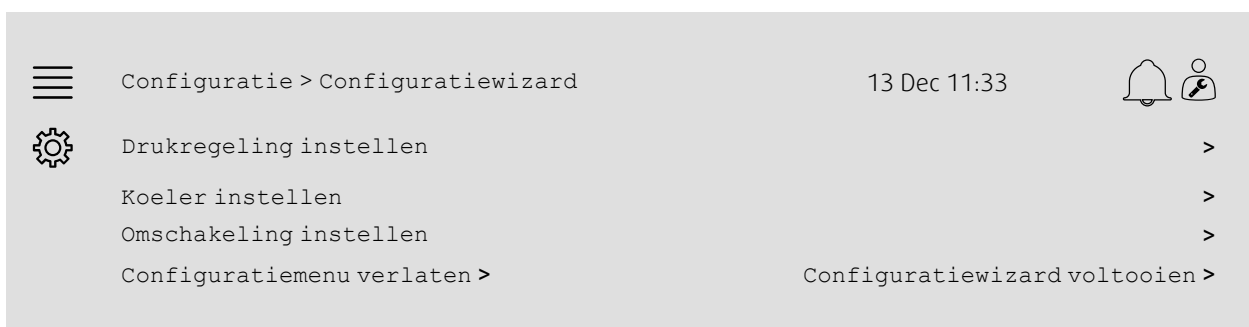 Configuratie > Configuratiewizard 13 Dec 11:33
Drukregeling instellen >
Koeler instellen >
Omschakeling instellen >
Configuratiemenu verlaten > Configuratiewizard voltooien >